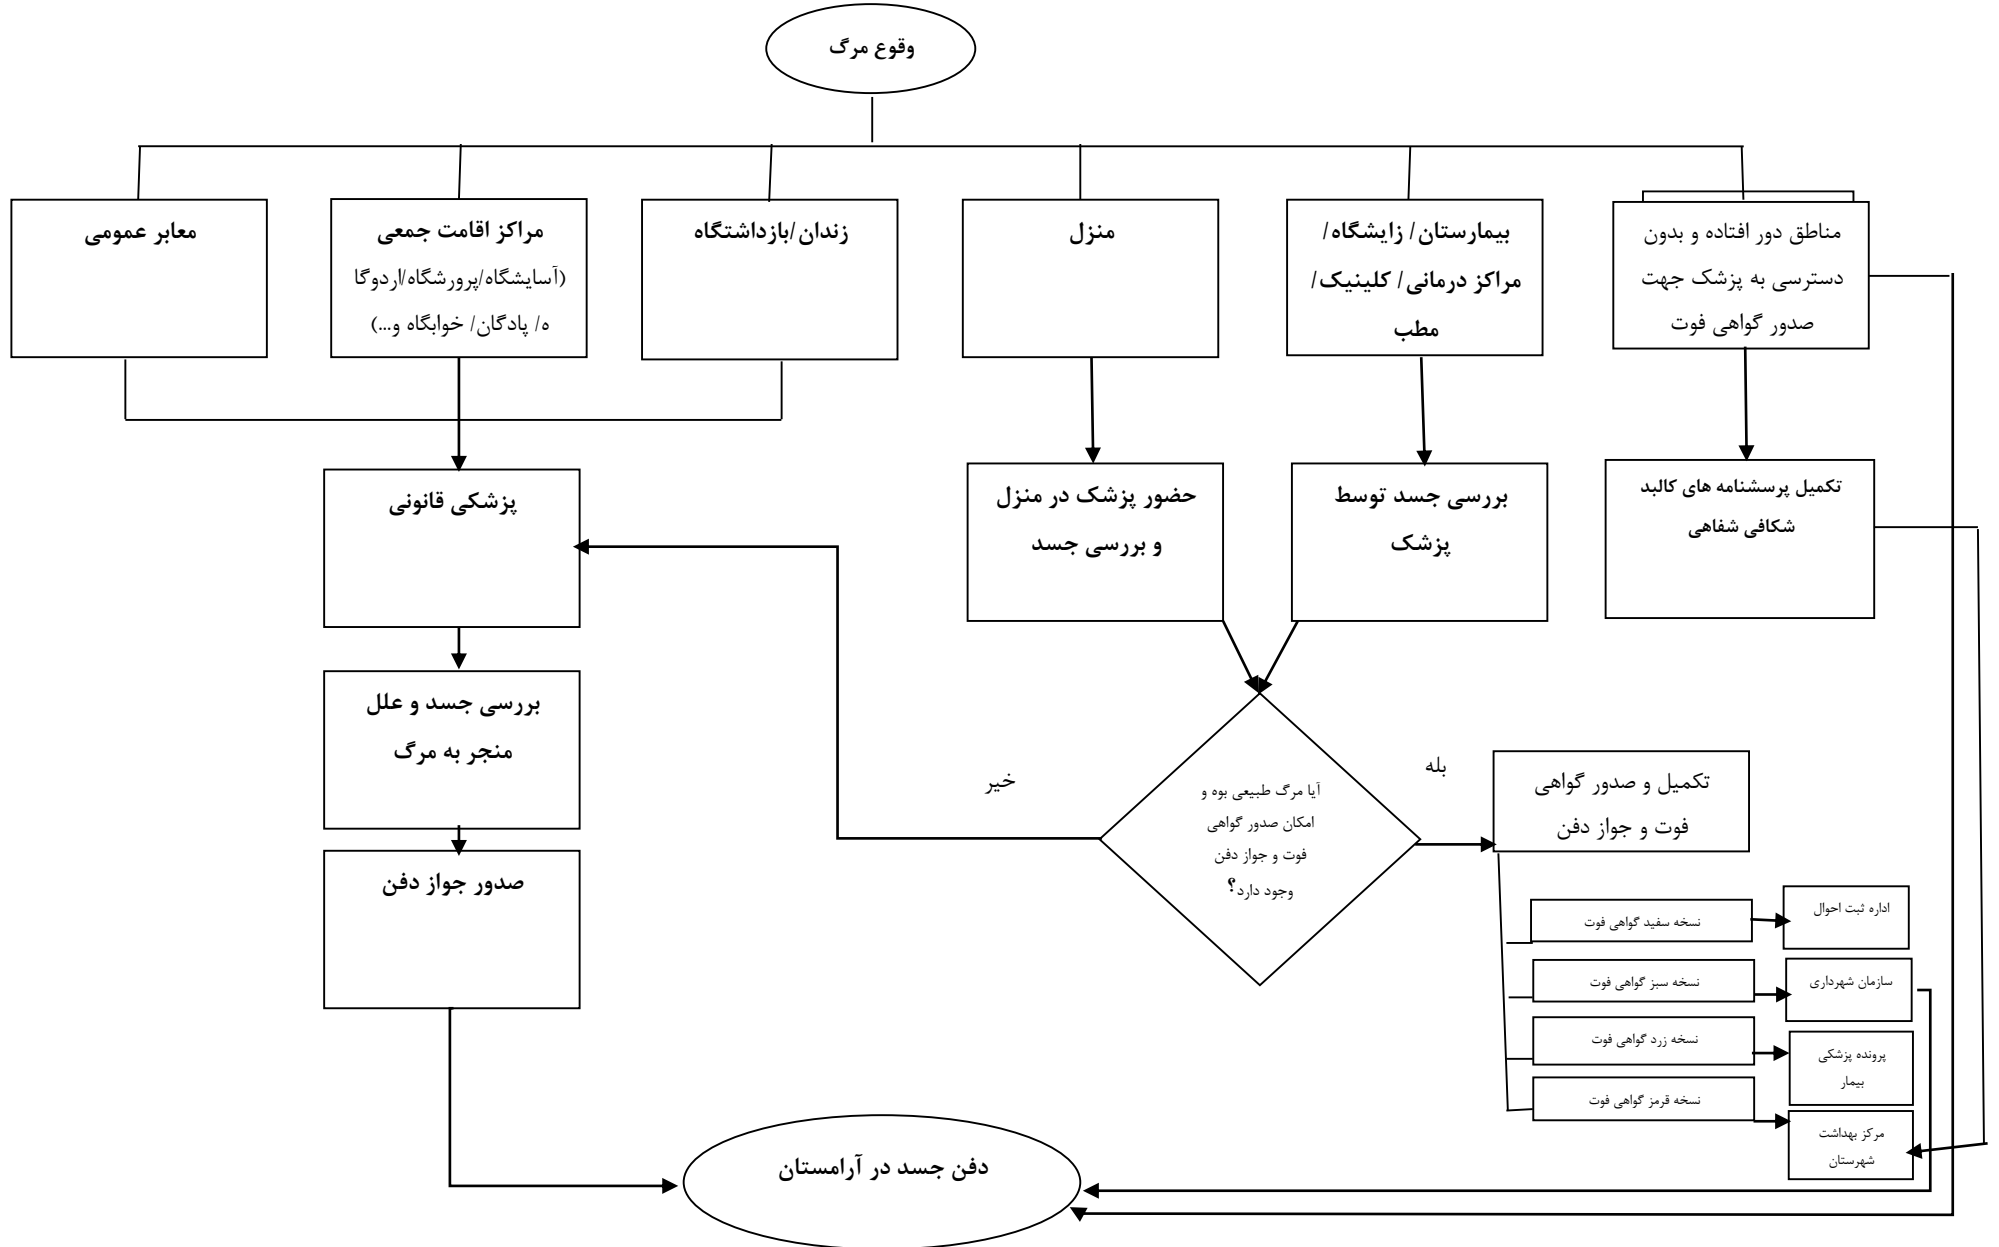 وقوع مرگ
مناطق دور افتاده و بدون
دسترسی به پزشک جهت
صدور گواهی فوت
بیمارستان/ زایشگاه/
مراکز درمانی/ کلینیک/
مطب
منزل
زندان/بازداشتگاه
مراکز اقامت جمعی
(آسایشگاه/پرورشگاه/اردوگا
ه/ پادگان/ خوابگاه و...)
معابر عمومی
تکمیل پرسشنامه های کالبد
شکافی شفاهی
بررسی جسد توسط
پزشک
حضور پزشک در منزل
و بررسی جسد
پزشکی قانونی
بررسی جسد و علل
منجر به مرگ
صدور جواز دفن
آیا مرگ طبیعی بوه و
امکان صدور گواهی
فوت و جواز دفن
وجود دارد؟
بله
خیر
تکمیل و صدور گواهی
فوت و جواز دفن
نسخه سفید گواهی فوت
اداره ثبت احوال
نسخه سبز گواهی فوت
سازمان شهرداری
نسخه زرد گواهی فوت
پرونده پزشکی
بیمار
نسخه قرمز گواهی فوت
مرکز بهداشت
شهرستان
دفن جسد در آرامستان